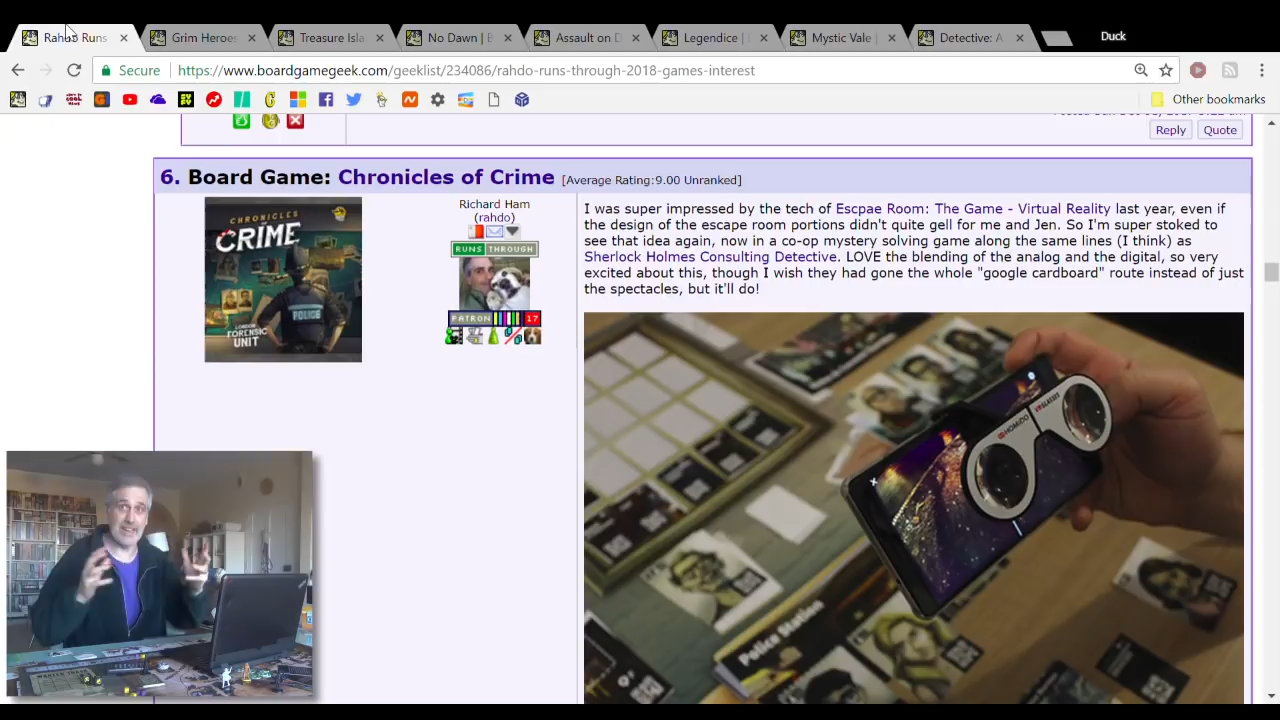 Rahdo Runs
Grim Heroes
Treasure Isla
No Dawn | B
Assault on D
Legendice |
Mystic Vale |
Detective: A
Duck
Secure
https://www.boardgamegeek.com/geeklist/234086/rahdo-runs-through-2018-games-interest
Other bookmarks
Reply
Quote
6. Board Game: Chronicles of Crime [Average Rating:9.00 Unranked]
CHRONICLES
OF
CRIME
POLICE
LONDON
FORENSIC
UNIT
Richard Ham
(rahdo)
RUNS THROUGH
PATRON
17
I was super impressed by the tech of Escpae Room: The Game - Virtual Reality last year, even if
the design of the escape room portions didn't quite gell for me and Jen. So I'm super stoked to
see that idea again, now in a co-op mystery solving game along the same lines (I think) as
Sherlock Holmes Consulting Detective. LOVE the blending of the analog and the digital, so very
excited about this, though I wish they had gone the whole "google cardboard" route instead of just
the spectacles, but it'll do!
HOMIDO
Police Station